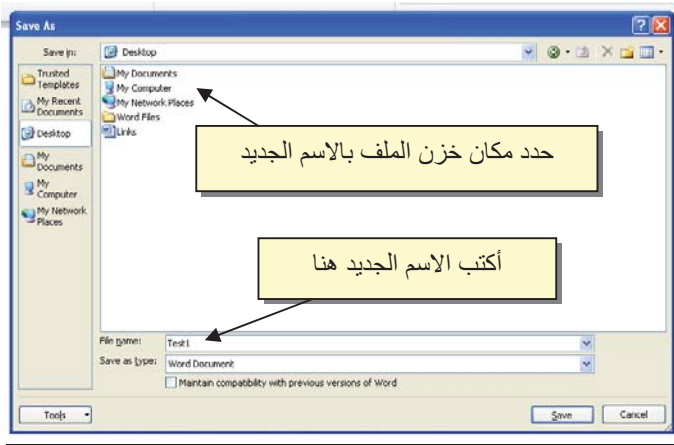 Save As
Save in:
Desktop
Trusted
Templates
My Recent
Documents
Desktop
My
Documents
My
Computer
My Network
Places
My Documents
My Computer
My Network Places
Word Files
Links
حدد مكان خزن الملف بالاسم الجديد
أكتب الاسم الجديد هنا
File name:
Test1
Save as type:
Word Document
Maintain compatibility with previous versions of Word
Tools
Save
Cancel